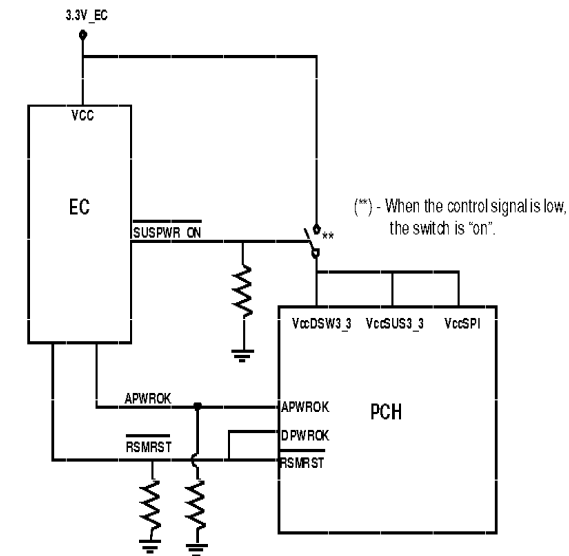 3.3V_EC
VCC
EC
SUSPWR_ON
**
(**) - When the control signal is low,
the switch is "on".
VccDSW3_3 VccSUS3_3 VccSPI
APWROK
APWROK
PCH
DPWROK
RSMRST
RSMRST